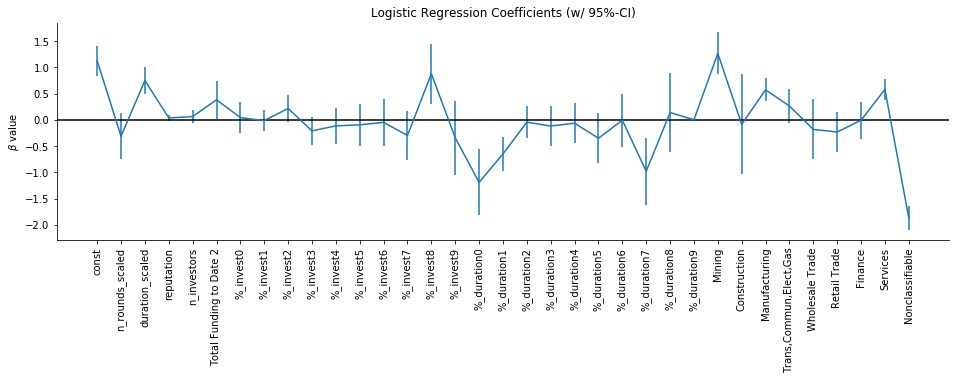 Logistic Regression Coefficients (w/ 95%-CI)
β value
1.5
1.0
0.5
0.0
−0.5
−1.0
−1.5
−2.0
const
n_rounds_scaled
duration_scaled
reputation
n_investors
Total Funding to Date 2
%_invest0
%_invest1
%_invest2
%_invest3
%_invest4
%_invest5
%_invest6
%_invest7
%_invest8
%_invest9
%_duration0
%_duration1
%_duration2
%_duration3
%_duration4
%_duration5
%_duration6
%_duration7
%_duration8
%_duration9
Mining
Construction
Manufacturing
Trans,Commun,Elect,Gas
Wholesale Trade
Retail Trade
Finance
Services
Nonclassifiable